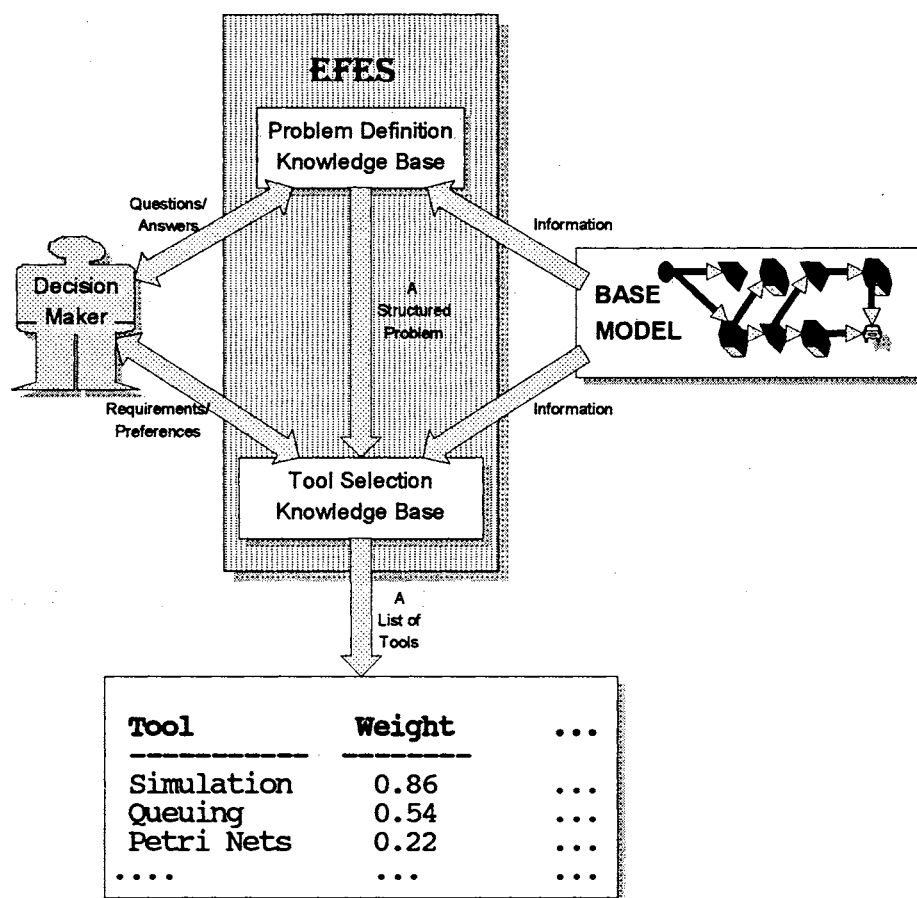 EFES
Problem Definition
Knowledge Base
Questions/
Answers
Information
Decision
Maker
A
Structured
Problem
BASE
MODEL
Requirements/
Preferences
Information
Tool Selection
Knowledge Base
A
List of
Tools
Tool Weight ...
----------- --------
Simulation 0.86 ...
Queuing 0.54 ...
Petri Nets 0.22 ...
.... ... ...